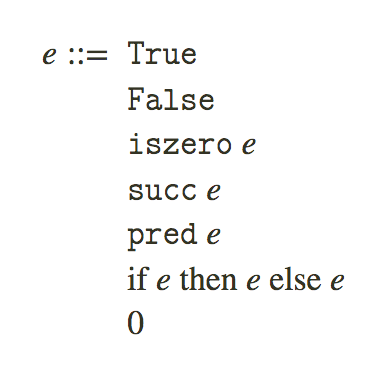 e ::= True
False
iszero e
succ e
pred e
if e then e else e
0